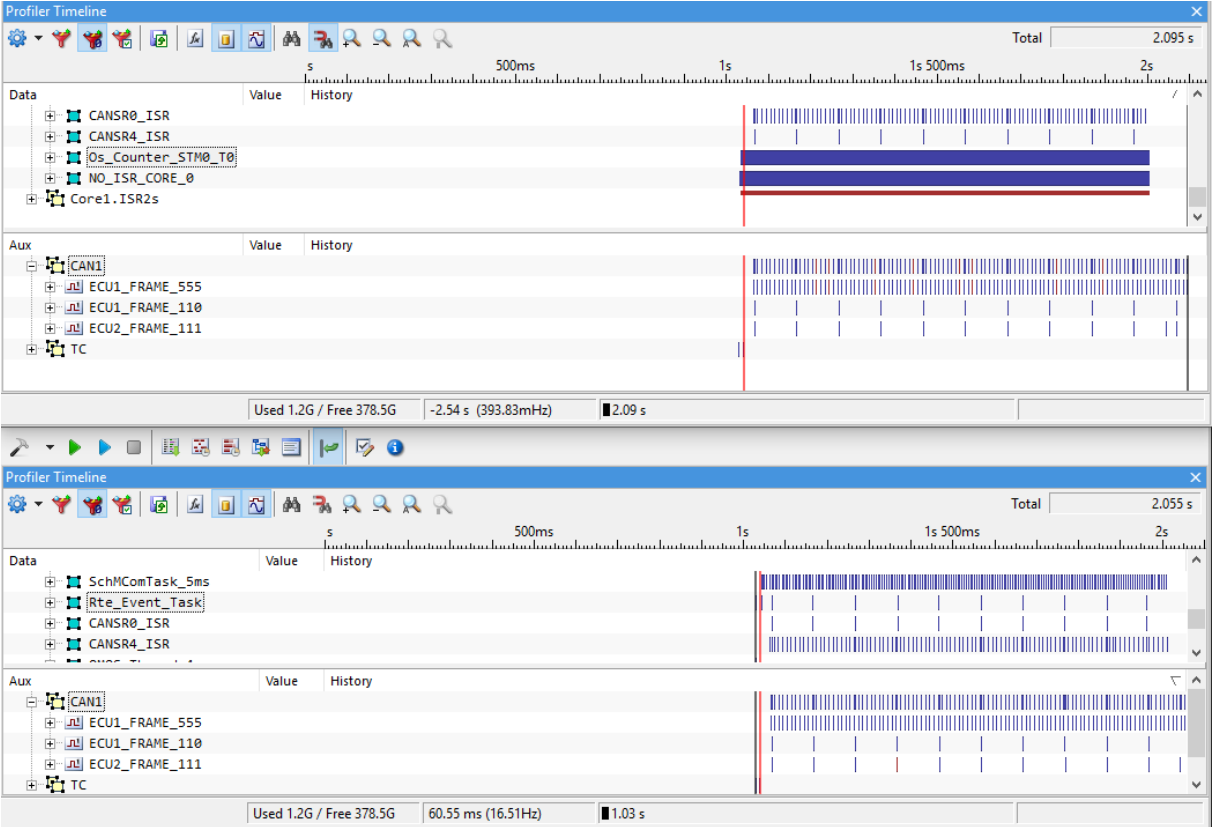 Profiler Timeline
Total 2.095 s
s 500ms 1s 1s 500ms 2s
Data Value History
CANSR0_ISR
CANSR4_ISR
Os_Counter_STM0_T0
NO_ISR_CORE_0
Core1.ISR2s
Aux Value History
CAN1
ECU1_FRAME_555
ECU1_FRAME_110
ECU2_FRAME_111
TC
Used 1.2G / Free 378.5G -2.54 s (393.83mHz) 2.09 s
Profiler Timeline
Total 2.055 s
s 500ms 1s 1s 500ms 2s
Data Value History
SchMComTask_5ms
Rte_Event_Task
CANSR0_ISR
CANSR4_ISR
Aux Value History
CAN1
ECU1_FRAME_555
ECU1_FRAME_110
ECU2_FRAME_111
TC
Used 1.2G / Free 378.5G 60.55 ms (16.51Hz) 1.03 s